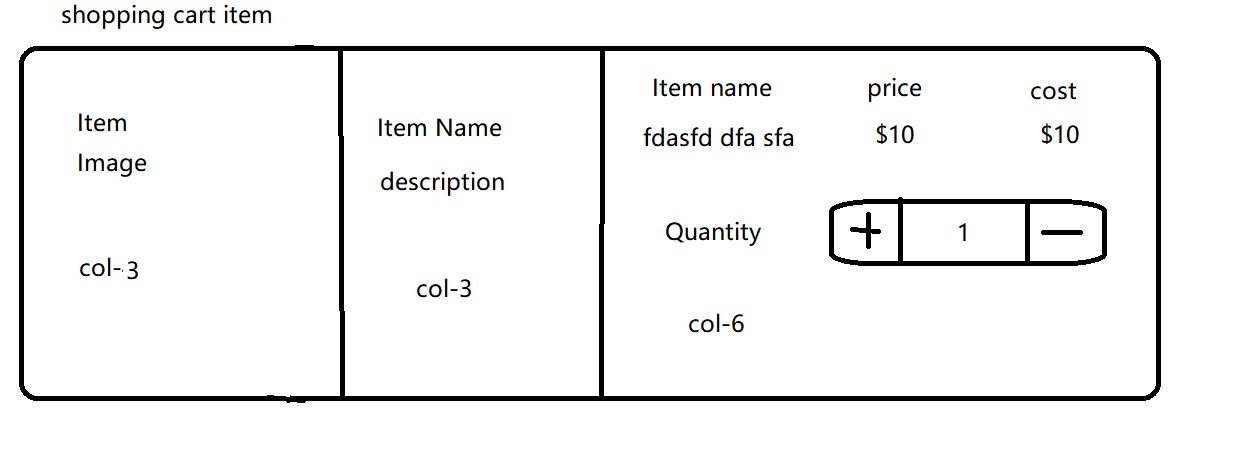 shopping cart item
Item
Image
col-3
Item Name
description
col-3
Item name price cost
fdasfd dfa sfa $10 $10
Quantity + 1 —
col-6